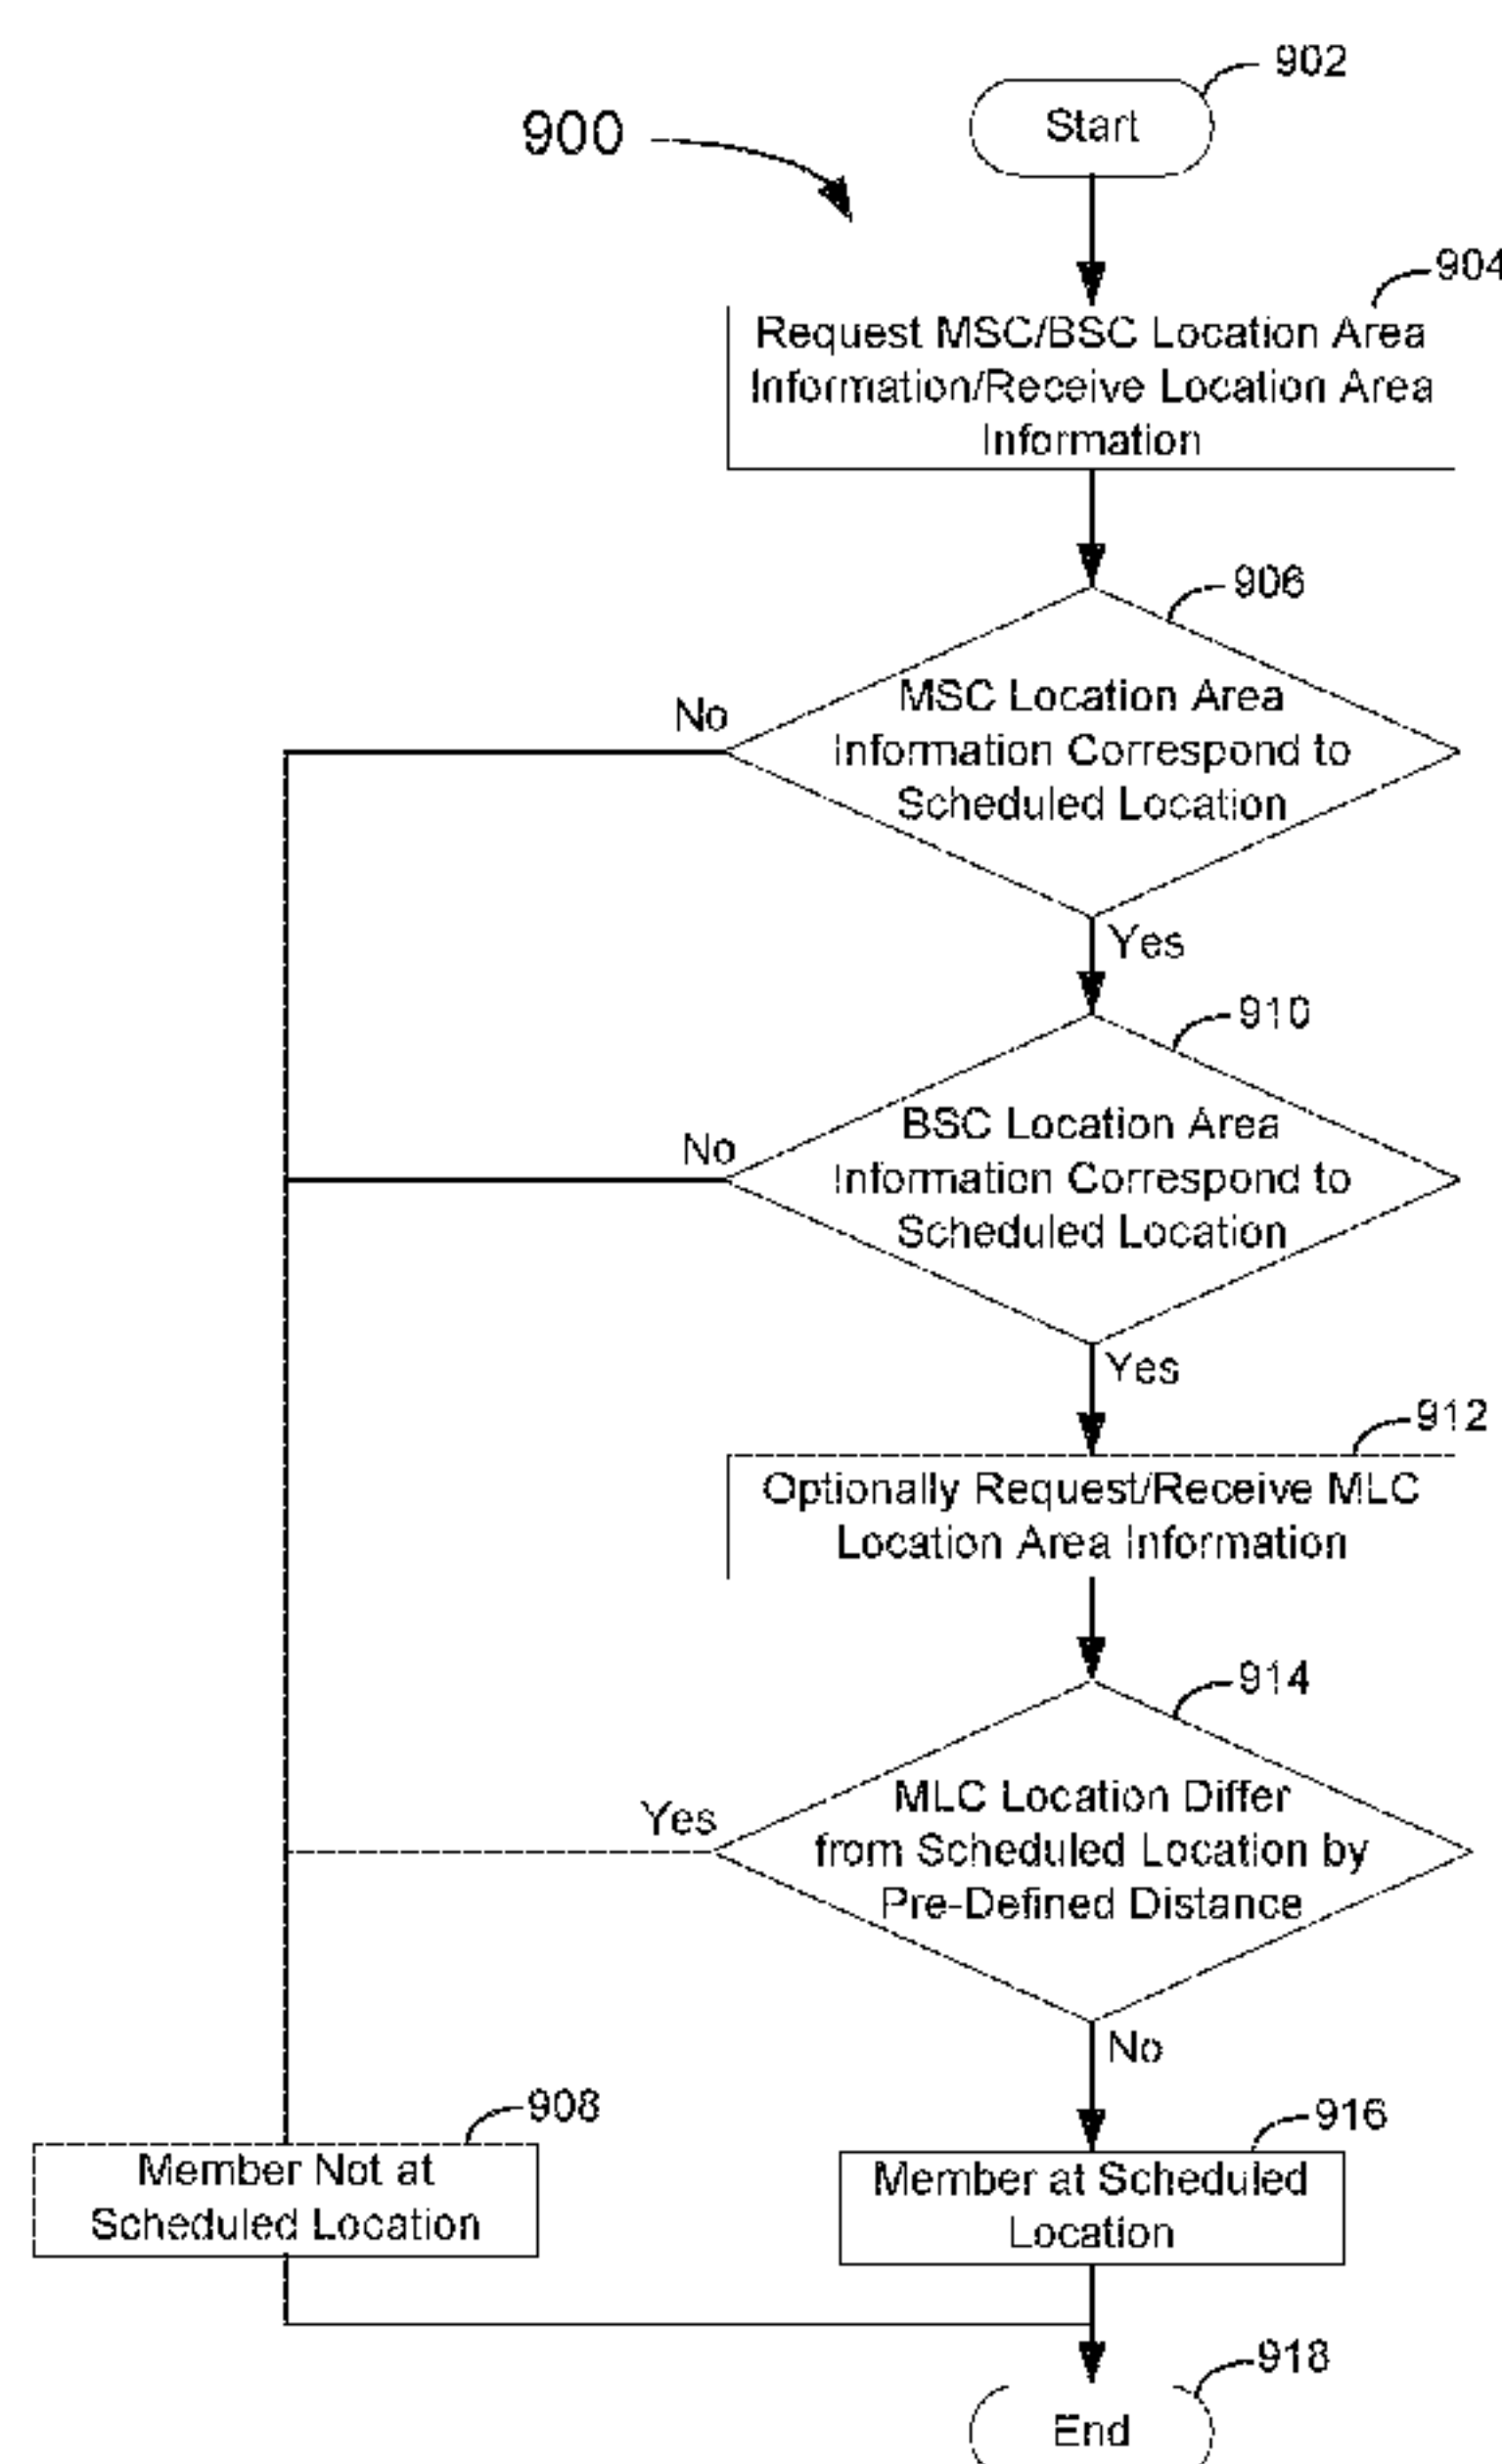 902
Start
900
904
Request MSC/BSC Location Area
Information/Receive Location Area
Information
906
MSC Location Area
Information Correspond to
Scheduled Location
No
Yes
910
BSC Location Area
Information Correspond to
Scheduled Location
No
Yes
912
Optionally Request/Receive MLC
Location Area Information
914
MLC Location Differ
from Scheduled Location by
Pre-Defined Distance
Yes
No
908
Member Not at
Scheduled Location
916
Member at Scheduled
Location
918
End